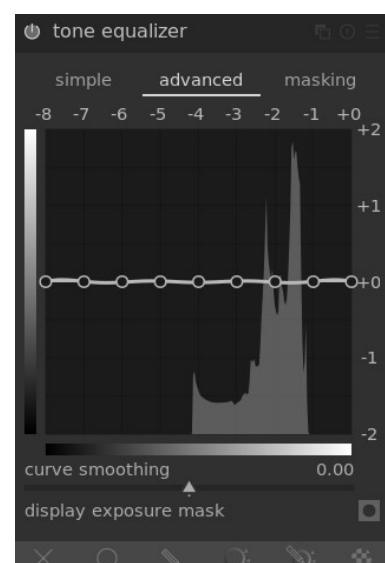 tone equalizer
simple advanced masking
-8 -7 -6 -5 -4 -3 -2 -1 +0
+2
+1
+0
-1
-2
curve smoothing 0.00
display exposure mask